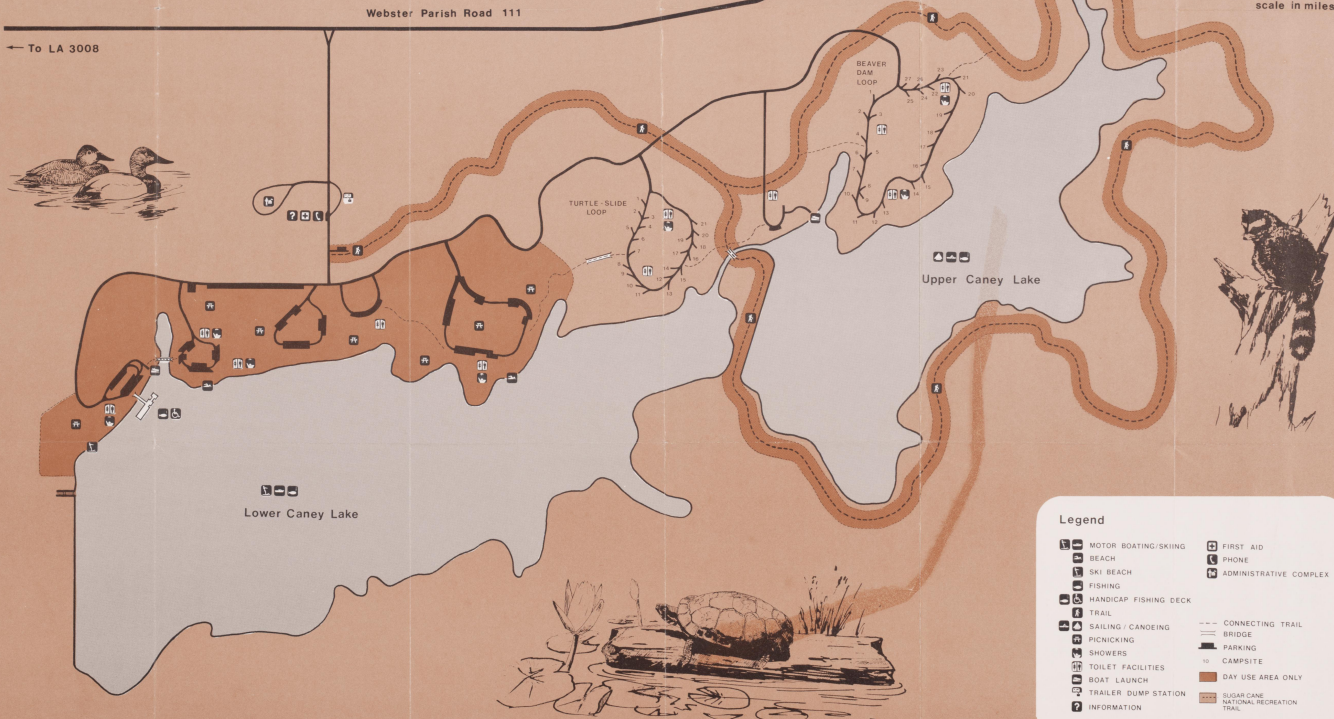 Webster Parish Road 111
scale in miles
← To LA 3008
BEAVER
DAM
LOOP
TURTLE-SLIDE
LOOP
Upper Caney Lake
Lower Caney Lake
Legend
MOTOR BOATING/SKIING
BEACH
SKI BEACH
FISHING
HANDICAP FISHING DECK
TRAIL
SAILING / CANOEING
PICNICKING
SHOWERS
TOILET FACILITIES
BOAT LAUNCH
TRAILER DUMP STATION
? INFORMATION
FIRST AID
PHONE
ADMINISTRATIVE COMPLEX
CONNECTING TRAIL
BRIDGE
PARKING
10 CAMPSITE
DAY USE AREA ONLY
SUGAR CANE
NATIONAL RECREATION
TRAIL